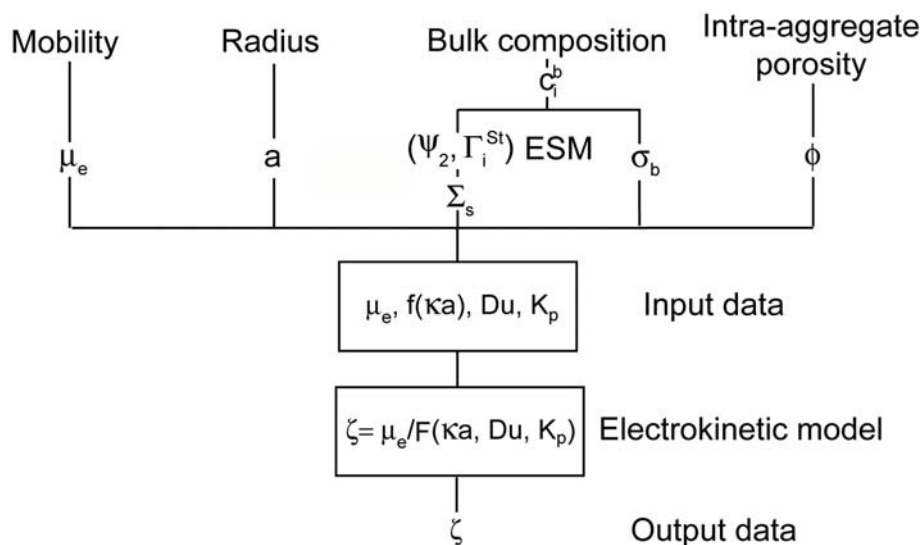 Mobility
Radius
Bulk composition
Intra-aggregate
porosity
c_i^b
μ_e
a
(Ψ_2, Γ_i^St) ESM
σ_b
ϕ
Σ_s
μ_e, f(κa), Du, K_p
Input data
ζ= μ_e/F(κa, Du, K_p)
Electrokinetic model
ζ
Output data